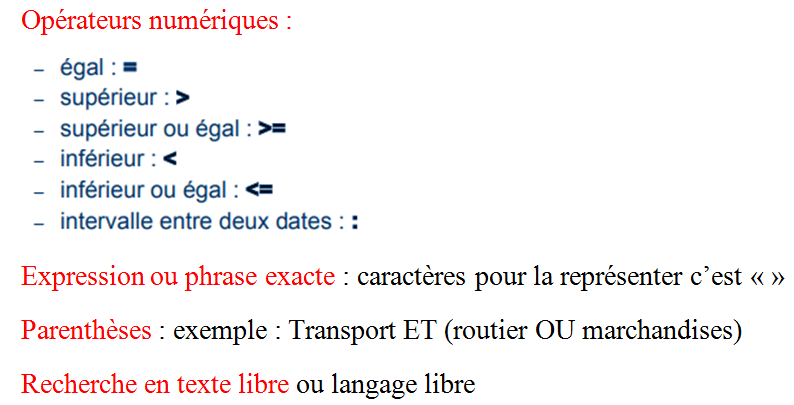 Opérateurs numériques :
– égal : =
– supérieur : >
– supérieur ou égal : >=
– inférieur : <
– inférieur ou égal : <=
– intervalle entre deux dates : :
Expression ou phrase exacte : caractères pour la représenter c’est « »
Parenthèses : exemple : Transport ET (routier OU marchandises)
Recherche en texte libre ou langage libre